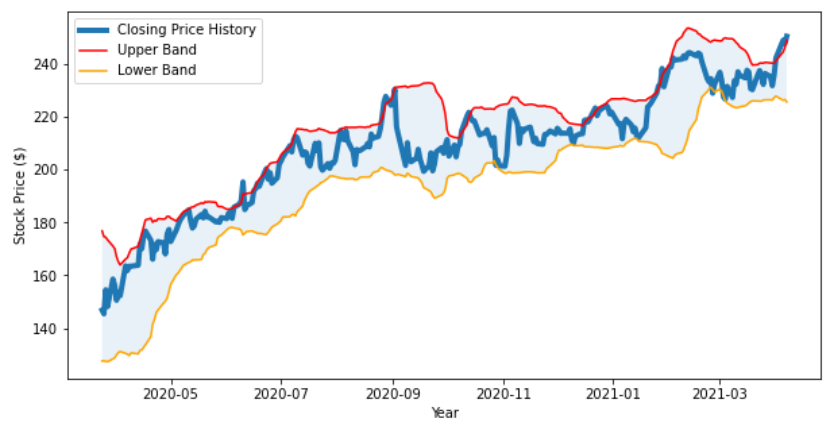 Closing Price History
Upper Band
Lower Band
240
220
200
180
160
140
Stock Price ($)
2020-05 2020-07 2020-09 2020-11 2021-01 2021-03
Year